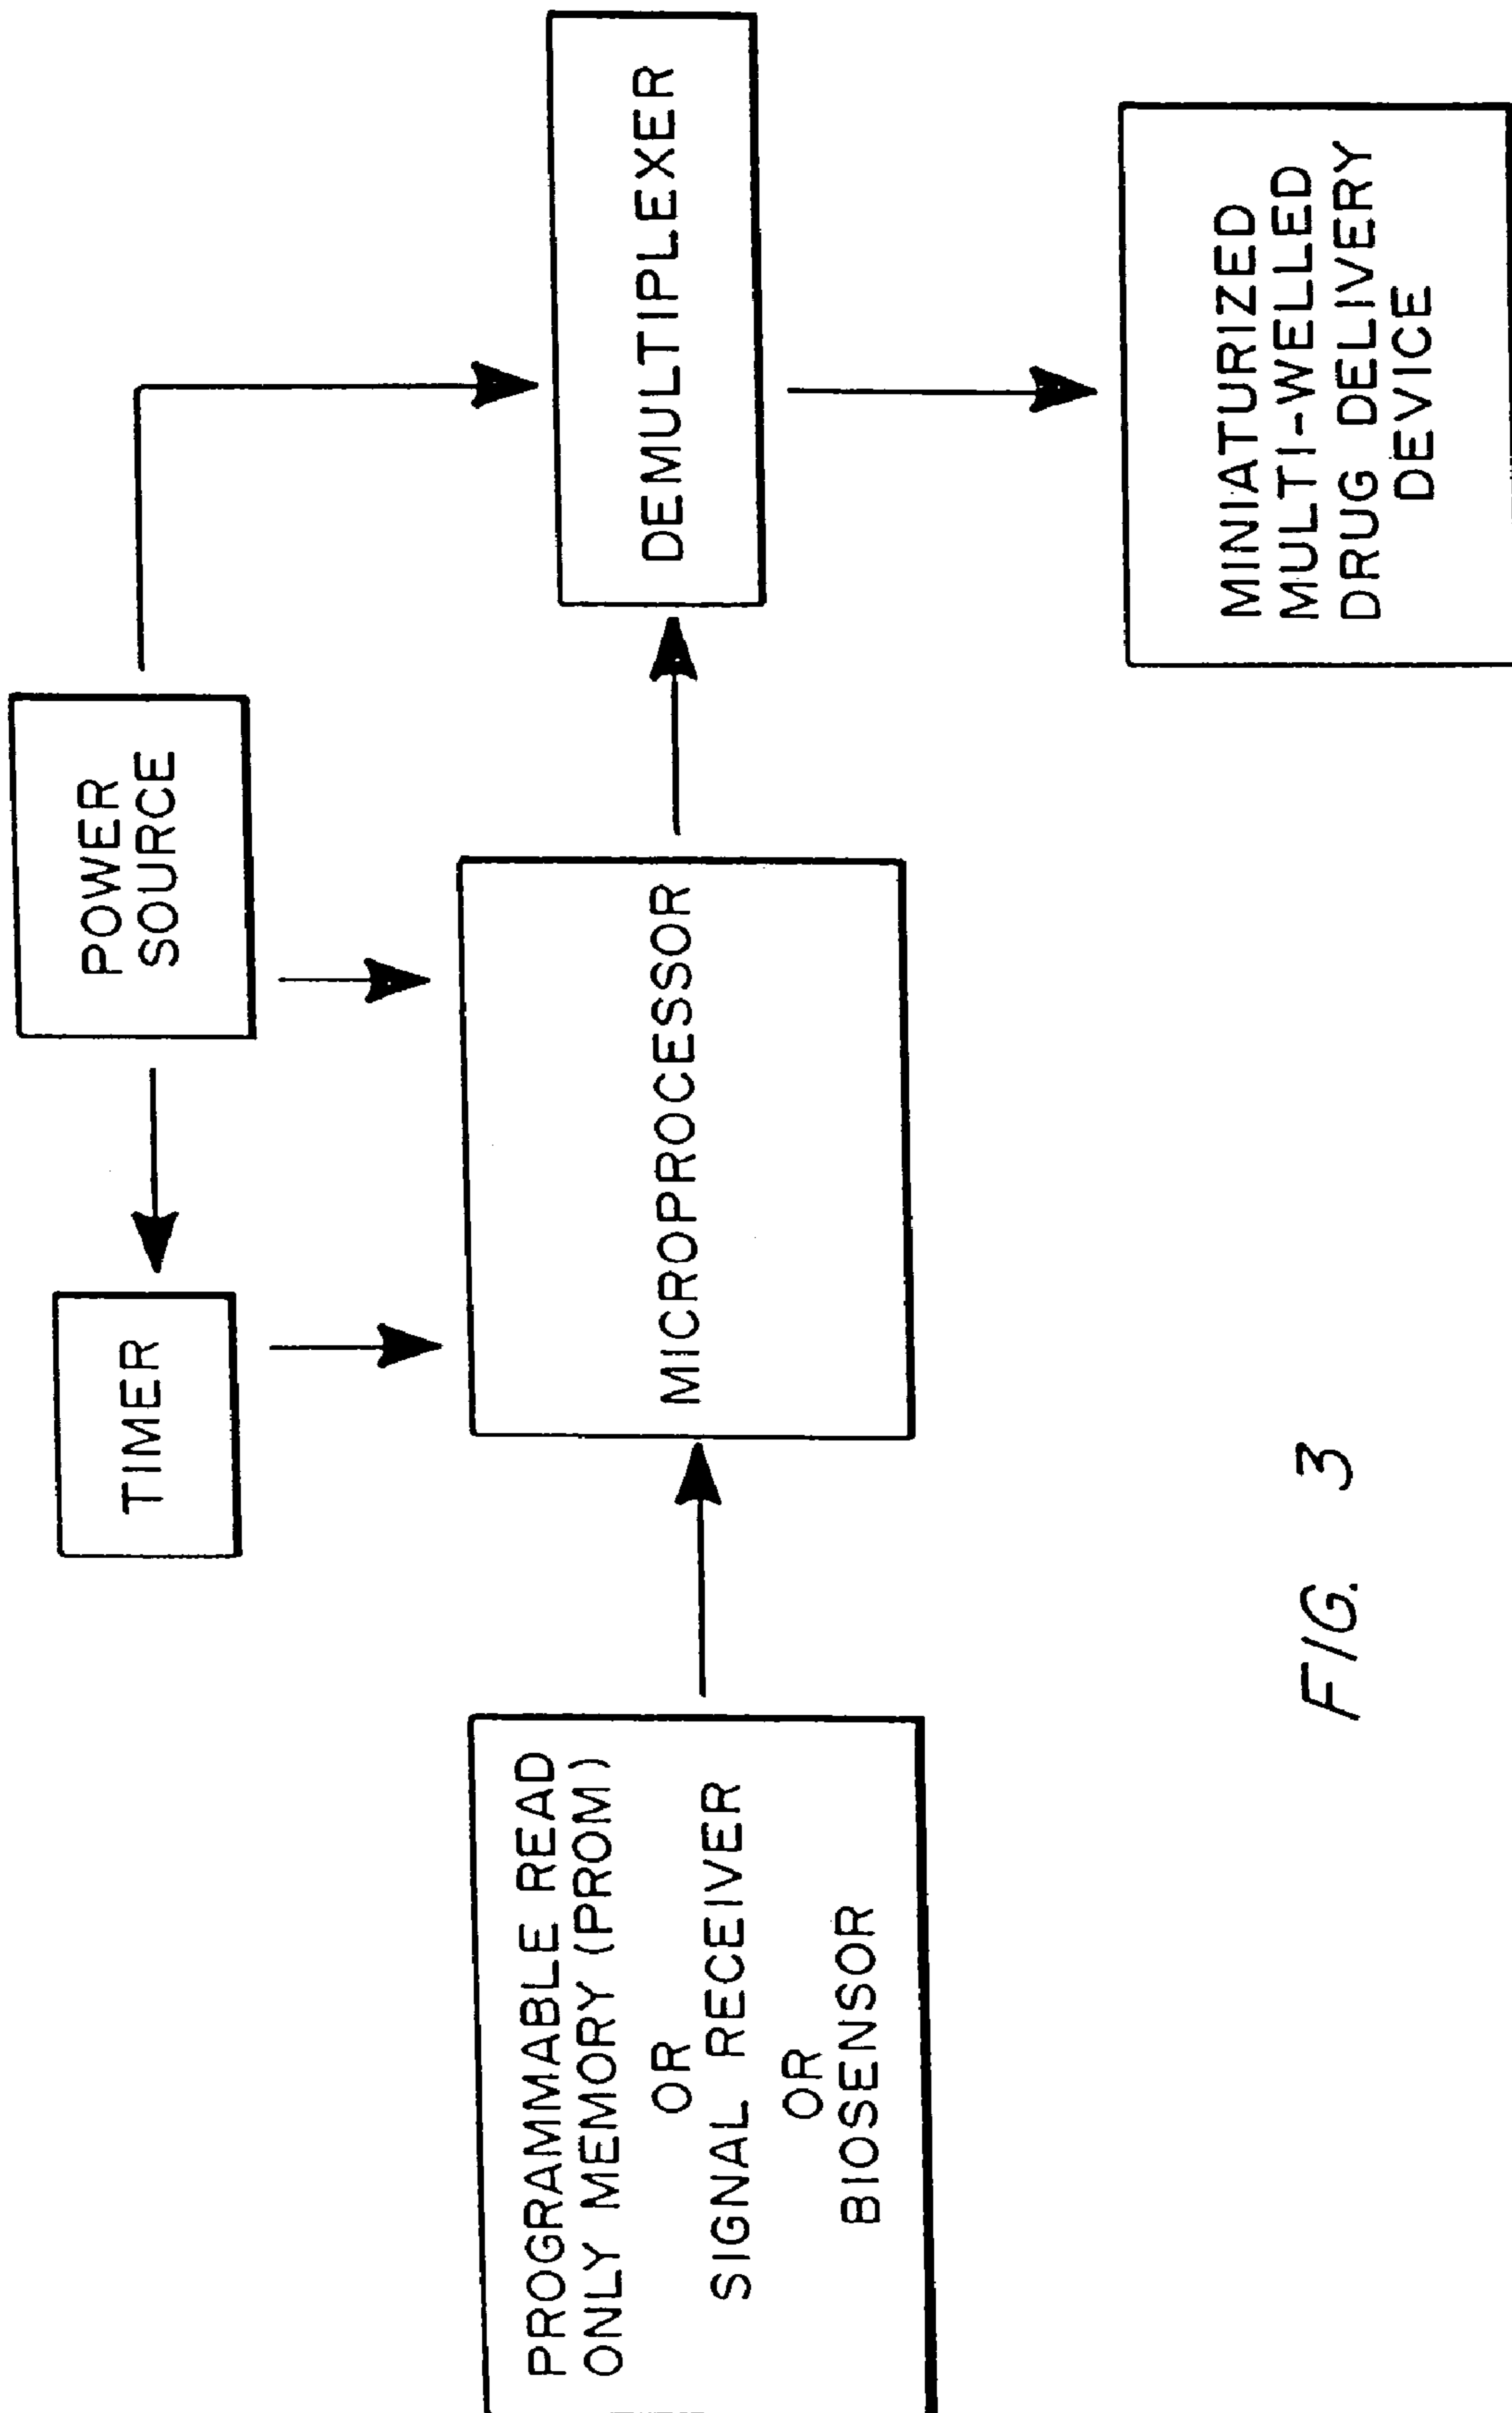 POWER
SOURCE
TIMER
DEMULTIPLEXER
MICROPROCESSOR
PROGRAMMABLE READ
ONLY MEMORY (PROM)
OR
SIGNAL RECEIVER
OR
BIOSENSOR
MINIATURIZED
MULTI-WELLED
DRUG DELIVERY
DEVICE
FIG. 3